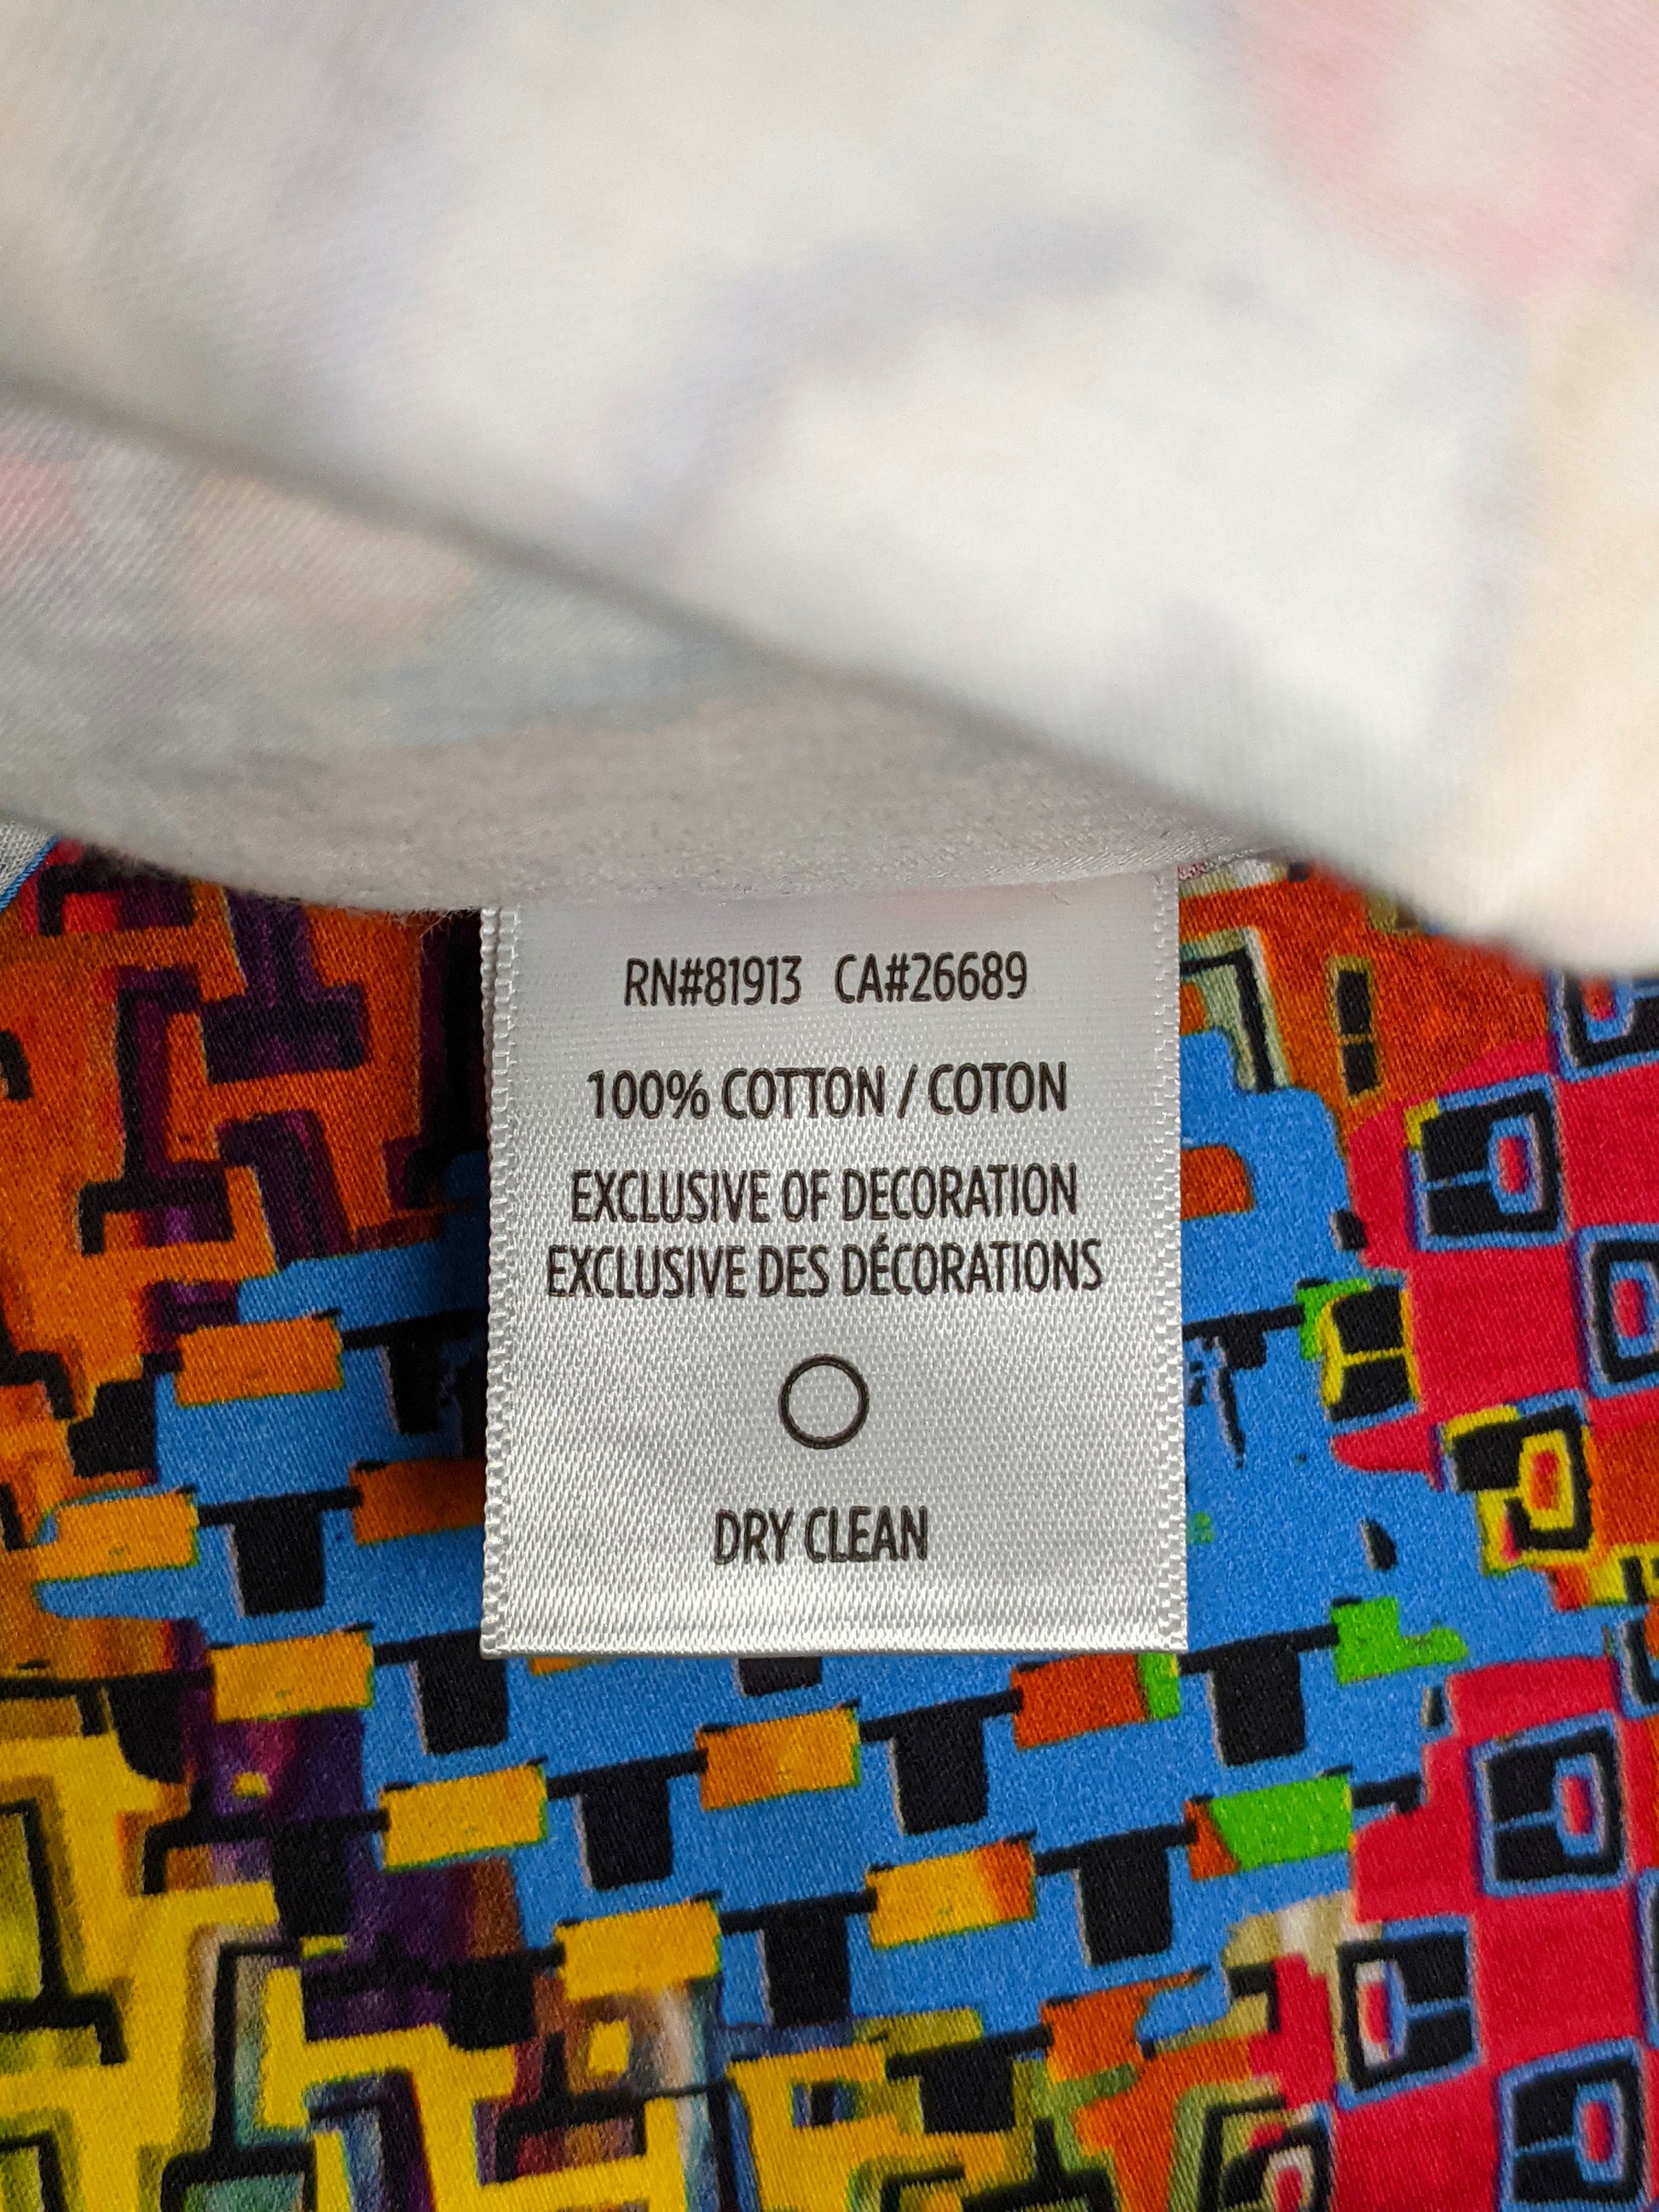 RN#81913 CA#26689
100% COTTON / COTON
EXCLUSIVE OF DECORATION
EXCLUSIVE DES DÉCORATIONS
DRY CLEAN